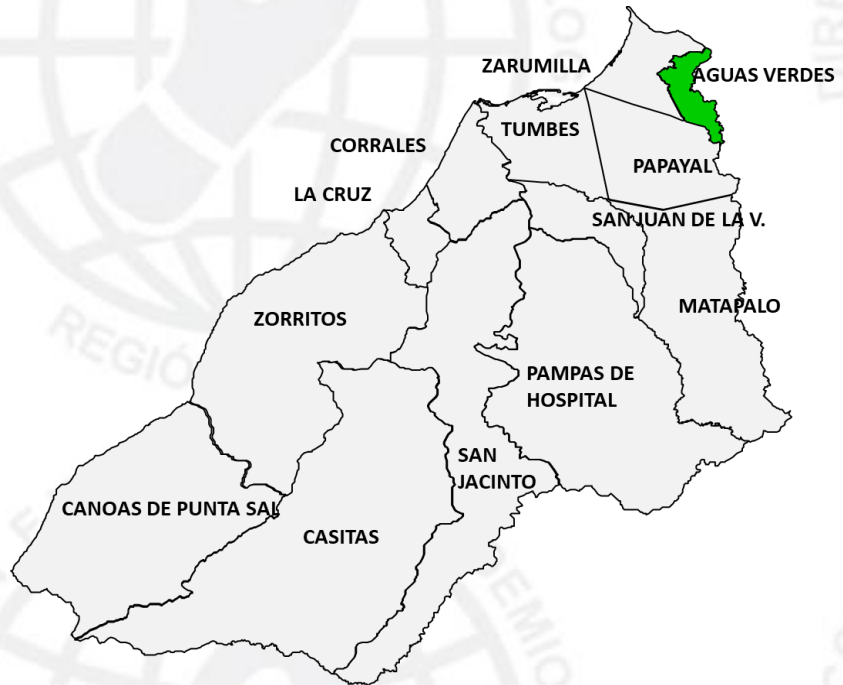 ZARUMILLA
AGUAS VERDES
CORRALES
TUMBES
PAPAYAL
LA CRUZ
SAN JUAN DE LA V.
ZORRITOS
MATAPALO
PAMPAS DE
HOSPITAL
SAN
JACINTO
CANOAS DE PUNTA SAL
CASITAS
REGIÓ